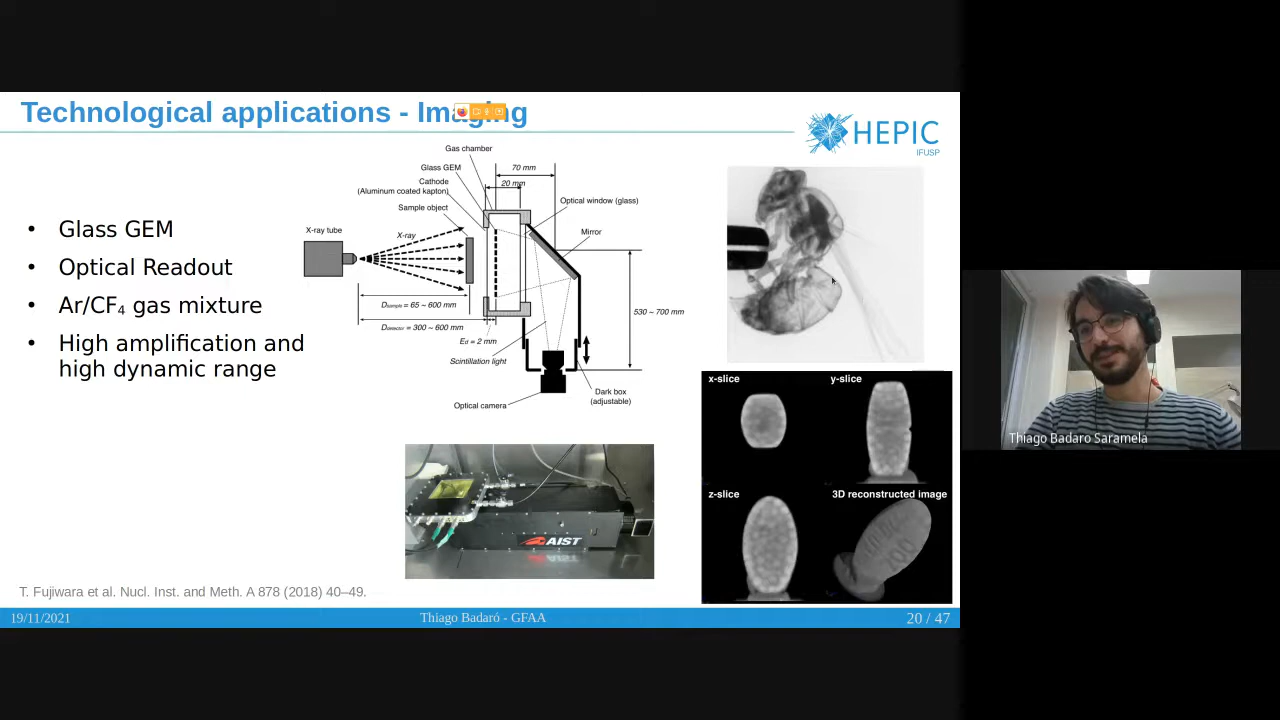 Technological applications - Imaging
HEPIC
IFUSP
Glass GEM
Optical Readout
Ar/CF₄ gas mixture
High amplification and
high dynamic range
Gas chamber
Glass GEM
Cathode
(Aluminum coated kapton)
Sample object
70 mm
20 mm
Optical window (glass)
Mirror
X-ray tube
X-ray
Dsample = 65 ~ 600 mm
Ddetector = 300 ~ 600 mm
Ed = 2 mm
530 ~ 700 mm
Scintillation light
Optical camera
Dark box
(adjustable)
AIST
x-slice
y-slice
z-slice
3D reconstructed image
T. Fujiwara et al. Nucl. Inst. and Meth. A 878 (2018) 40–49.
19/11/2021
Thiago Badaró - GFAA
20 / 47
Thiago Badaro Saramela